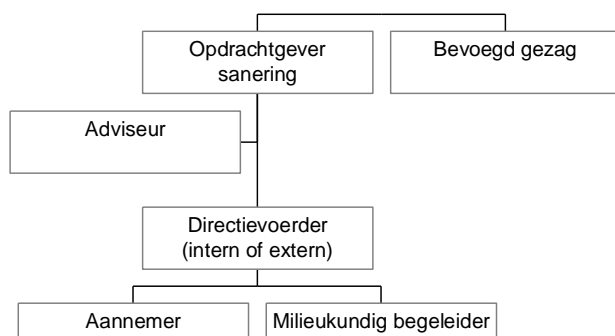 Opdrachtgever
sanering
Bevoegd gezag
Adviseur
Directievoerder
(intern of extern)
Aannemer
Milieukundig begeleider